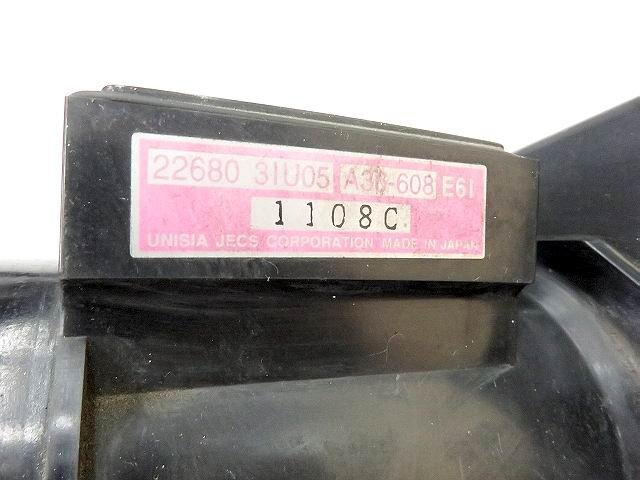 22680 31U05 A36-608 E61
1108C
UNISIA JECS CORPORATION MADE IN JAPAN